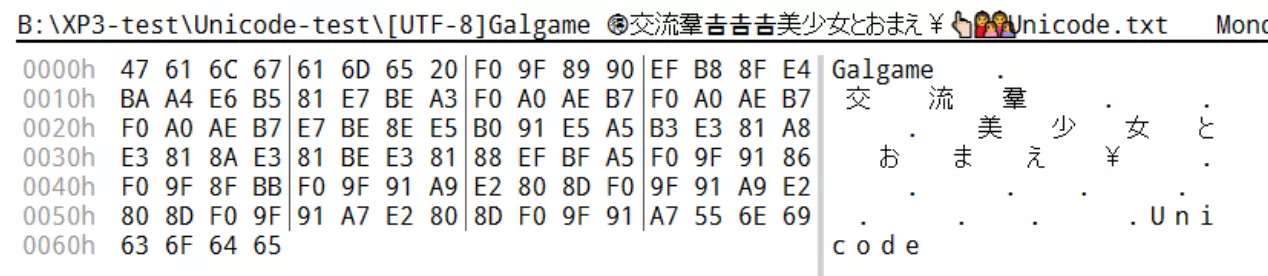 B:\XP3-test\Unicode-test\[UTF-8]Galgame 🉐交流羣𠮷𠮷𠮷美少女とおまえ¥👆🏻👩‍👩‍👧‍👧Unicode.txt Mono
0000h 47 61 6C 67 61 6D 65 20 F0 9F 89 90 EF B8 8F E4 Galgame .
0010h BA A4 E6 B5 81 E7 BE A3 F0 A0 AE B7 F0 A0 AE B7 交 流 羣 . .
0020h F0 A0 AE B7 E7 BE 8E E5 B0 91 E5 A5 B3 E3 81 A8 . 美 少 女 と
0030h E3 81 8A E3 81 BE E3 81 88 EF BF A5 F0 9F 91 86 お ま え ¥ .
0040h F0 9F 8F BB F0 9F 91 A9 E2 80 8D F0 9F 91 A9 E2 . . . .
0050h 80 8D F0 9F 91 A7 E2 80 8D F0 9F 91 A7 55 6E 69 . . . .Uni
0060h 63 6F 64 65 code